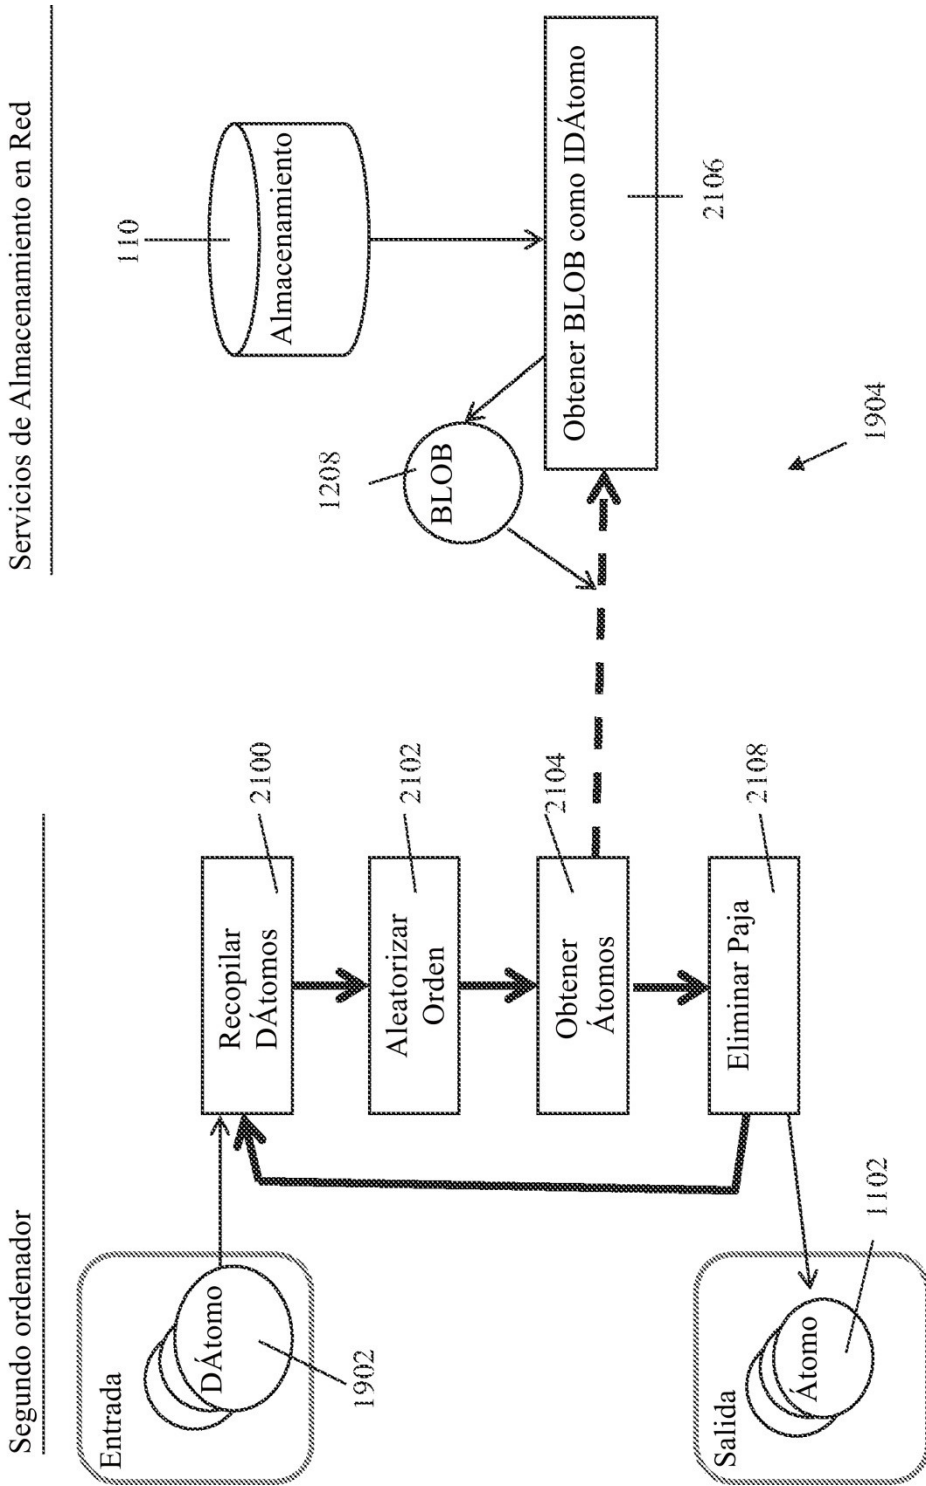 Segundo ordenador
Servicios de Almacenamiento en Red
Entrada
DÁtomo
1902
Recopilar
DÁtomos
2100
Aleatorizar
Orden
2102
Obtener
Átomos
2104
Eliminar Paja
2108
Salida
Átomo
1102
110
Almacenamiento
1208
BLOB
Obtener BLOB como IDÁtomo
2106
1904